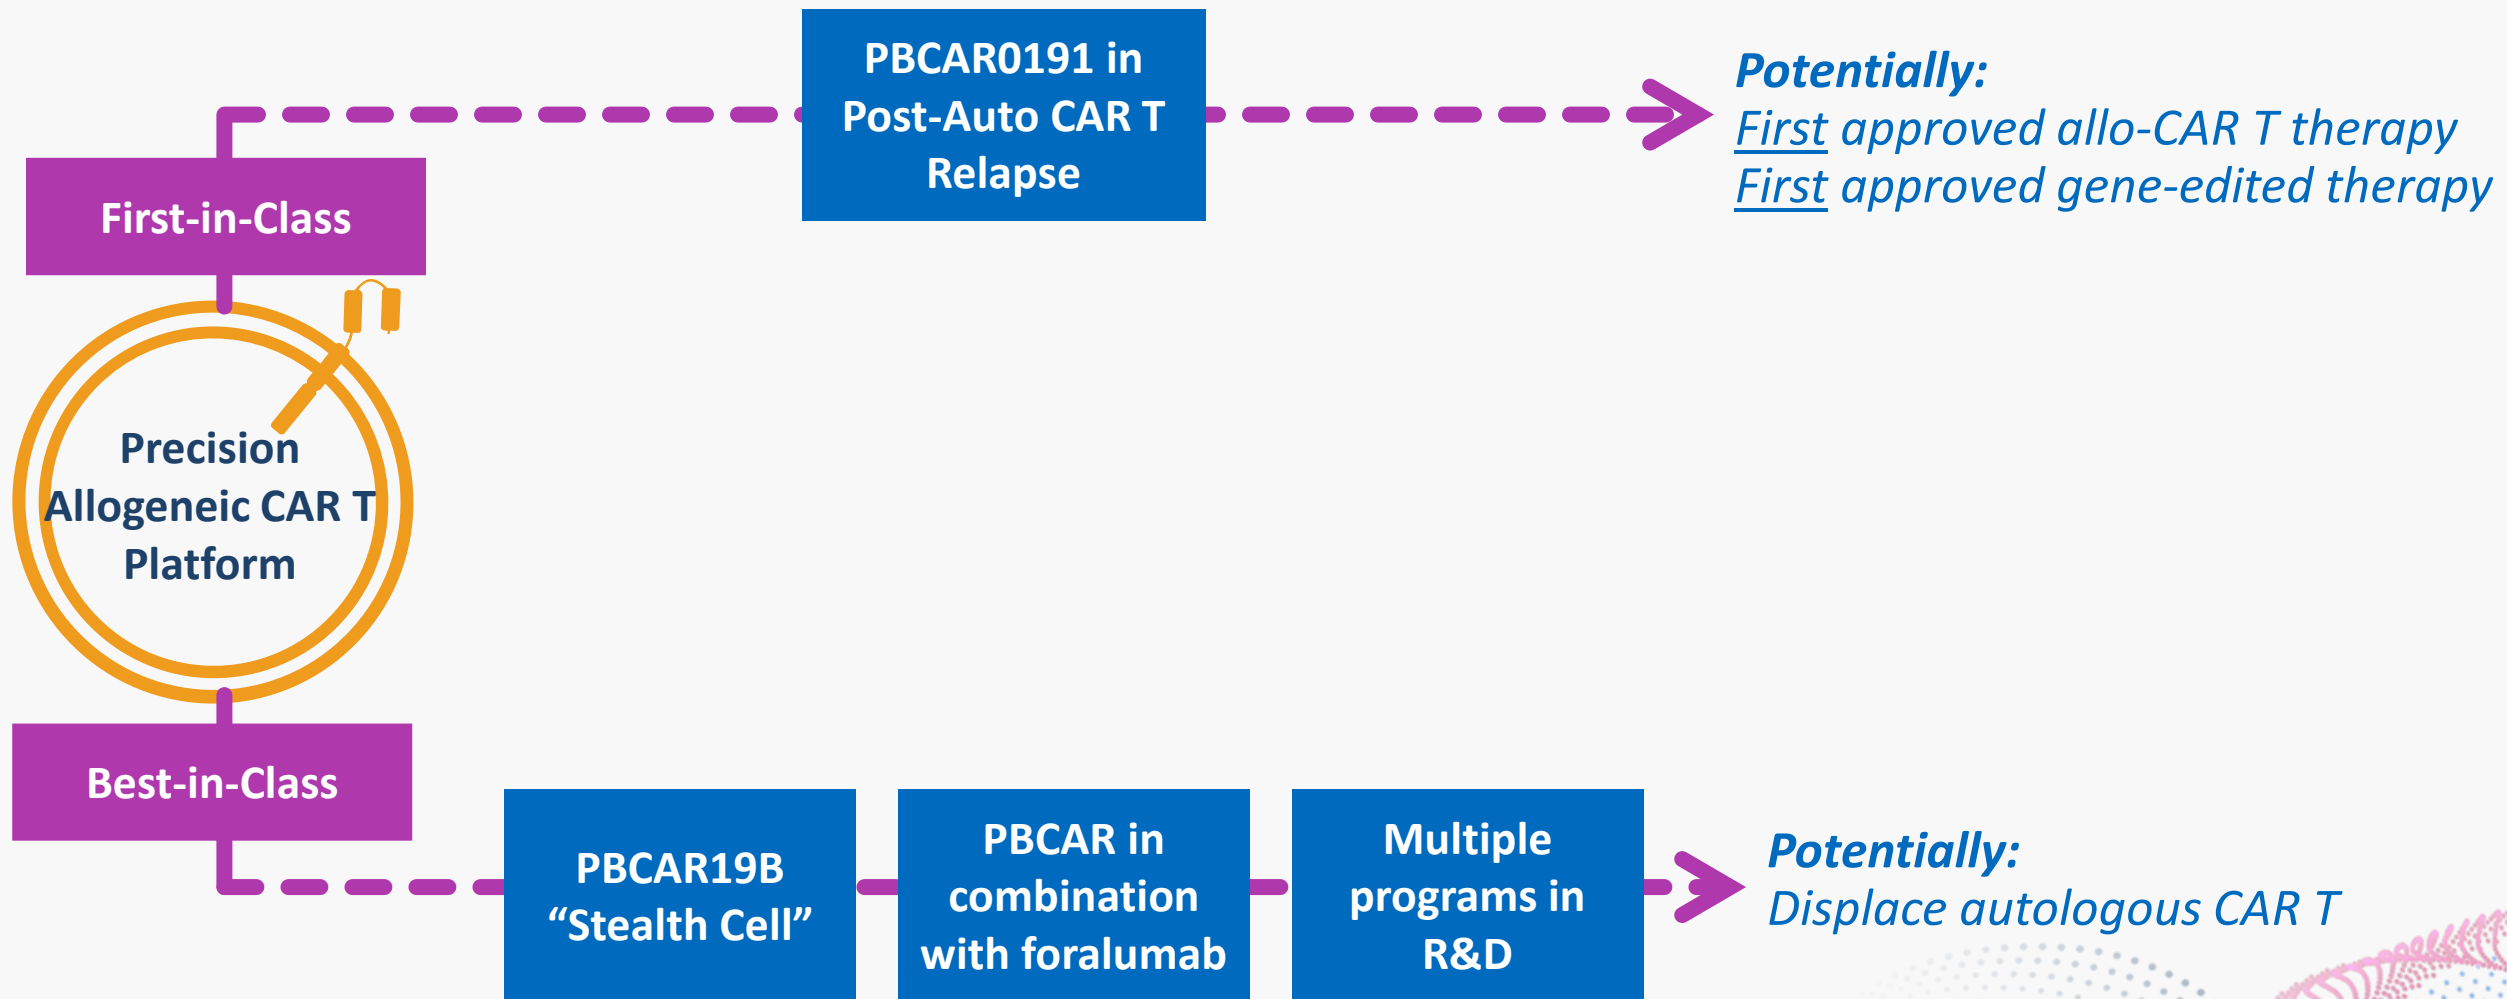 PBCAR0191 in
Post-Auto CAR T
Relapse
Potentially:
First approved allo-CAR T therapy
First approved gene-edited therapy
First-in-Class
Precision
Allogeneic CAR T
Platform
Best-in-Class
PBCAR19B
“Stealth Cell”
PBCAR in
combination
with foralumab
Multiple
programs in
R&D
Potentially:
Displace autologous CAR T